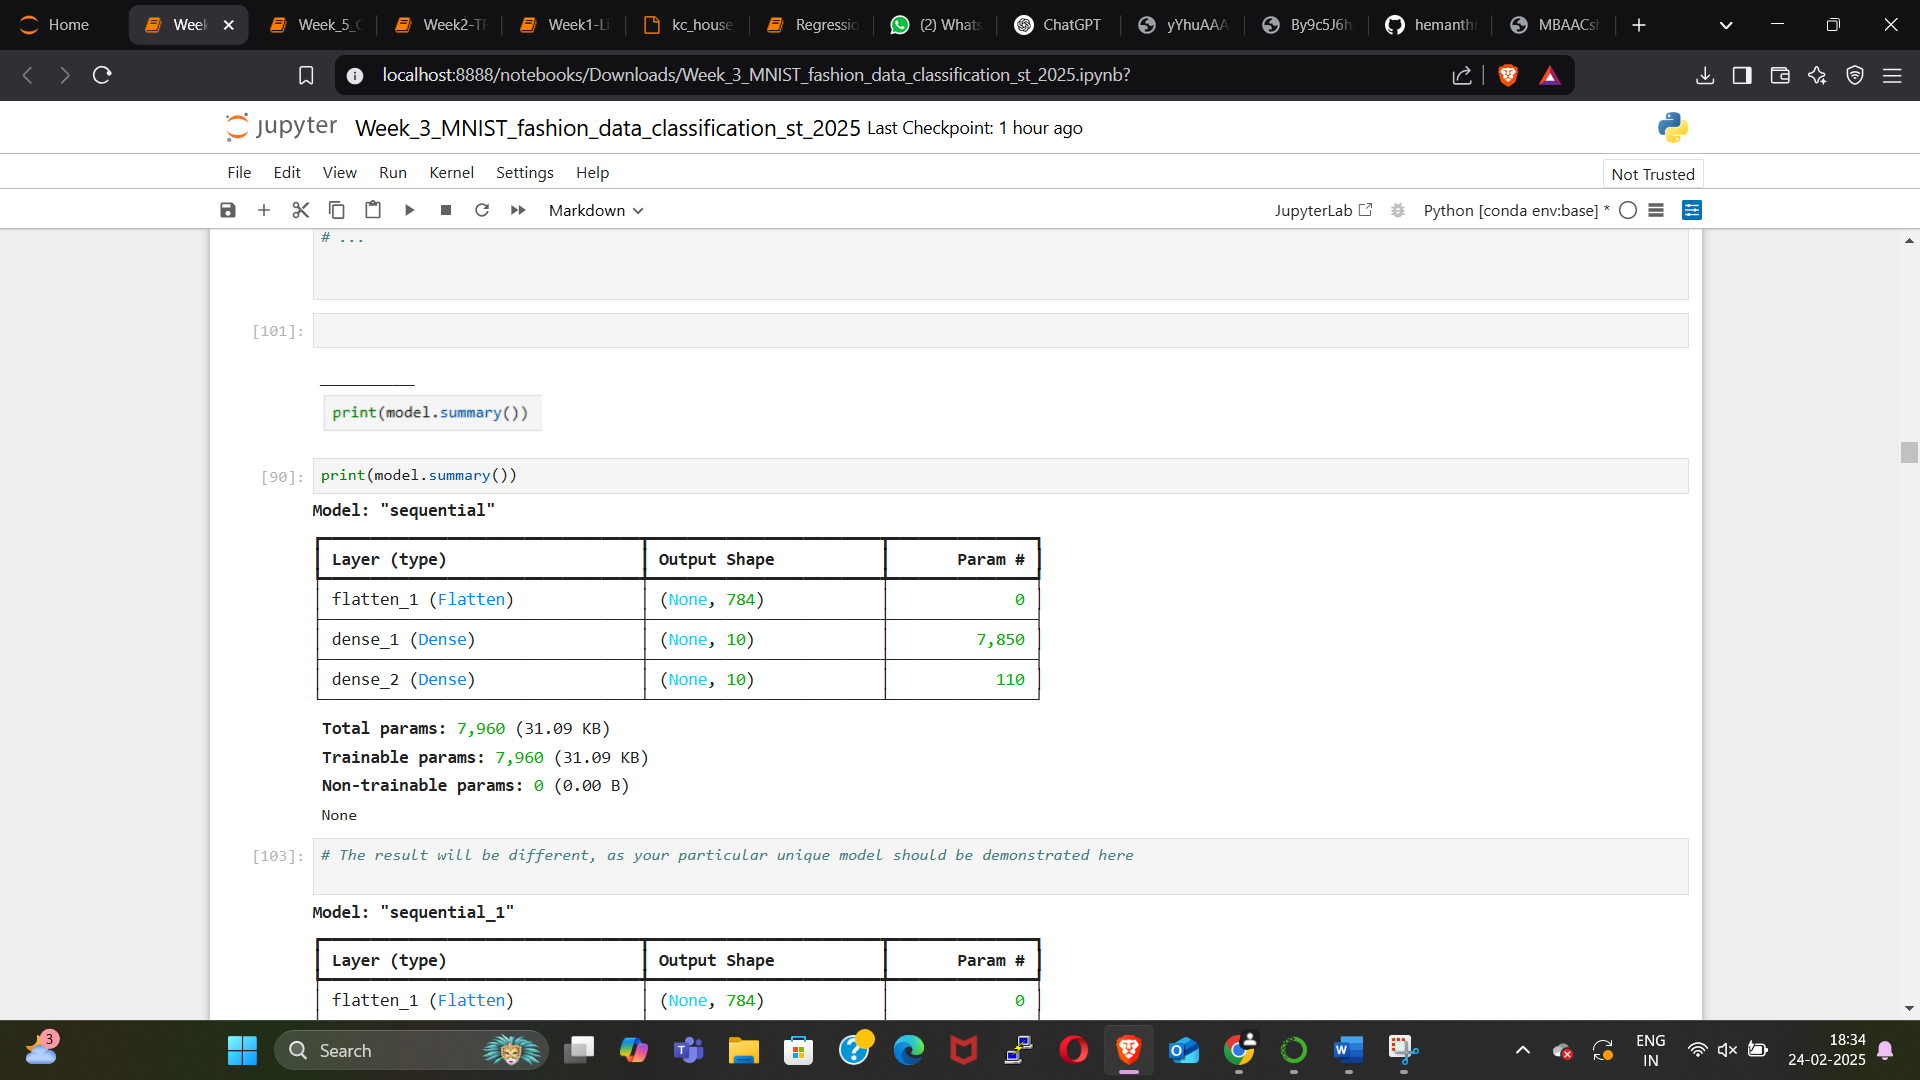 Home
Week
Week_5_C
Week2-TF
Week1-Li
kc_house
Regressio
(2) Whats
ChatGPT
yYhuAAA
By9c5J6h
hemanth
MBAACsh
localhost:8888/notebooks/Downloads/Week_3_MNIST_fashion_data_classification_st_2025.ipynb?
jupyter Week_3_MNIST_fashion_data_classification_st_2025 Last Checkpoint: 1 hour ago
File Edit View Run Kernel Settings Help
Not Trusted
Markdown
JupyterLab
Python [conda env:base] *
# ...
[101]:
print(model.summary())
[90]: print(model.summary())
Model: "sequential"
Layer (type) Output Shape Param #
flatten_1 (Flatten) (None, 784) 0
dense_1 (Dense) (None, 10) 7,850
dense_2 (Dense) (None, 10) 110
Total params: 7,960 (31.09 KB)
Trainable params: 7,960 (31.09 KB)
Non-trainable params: 0 (0.00 B)
None
[103]: # The result will be different, as your particular unique model should be demonstrated here
Model: "sequential_1"
Layer (type) Output Shape Param #
flatten_1 (Flatten) (None, 784) 0
3
Search
ENG
IN
18:34
24-02-2025